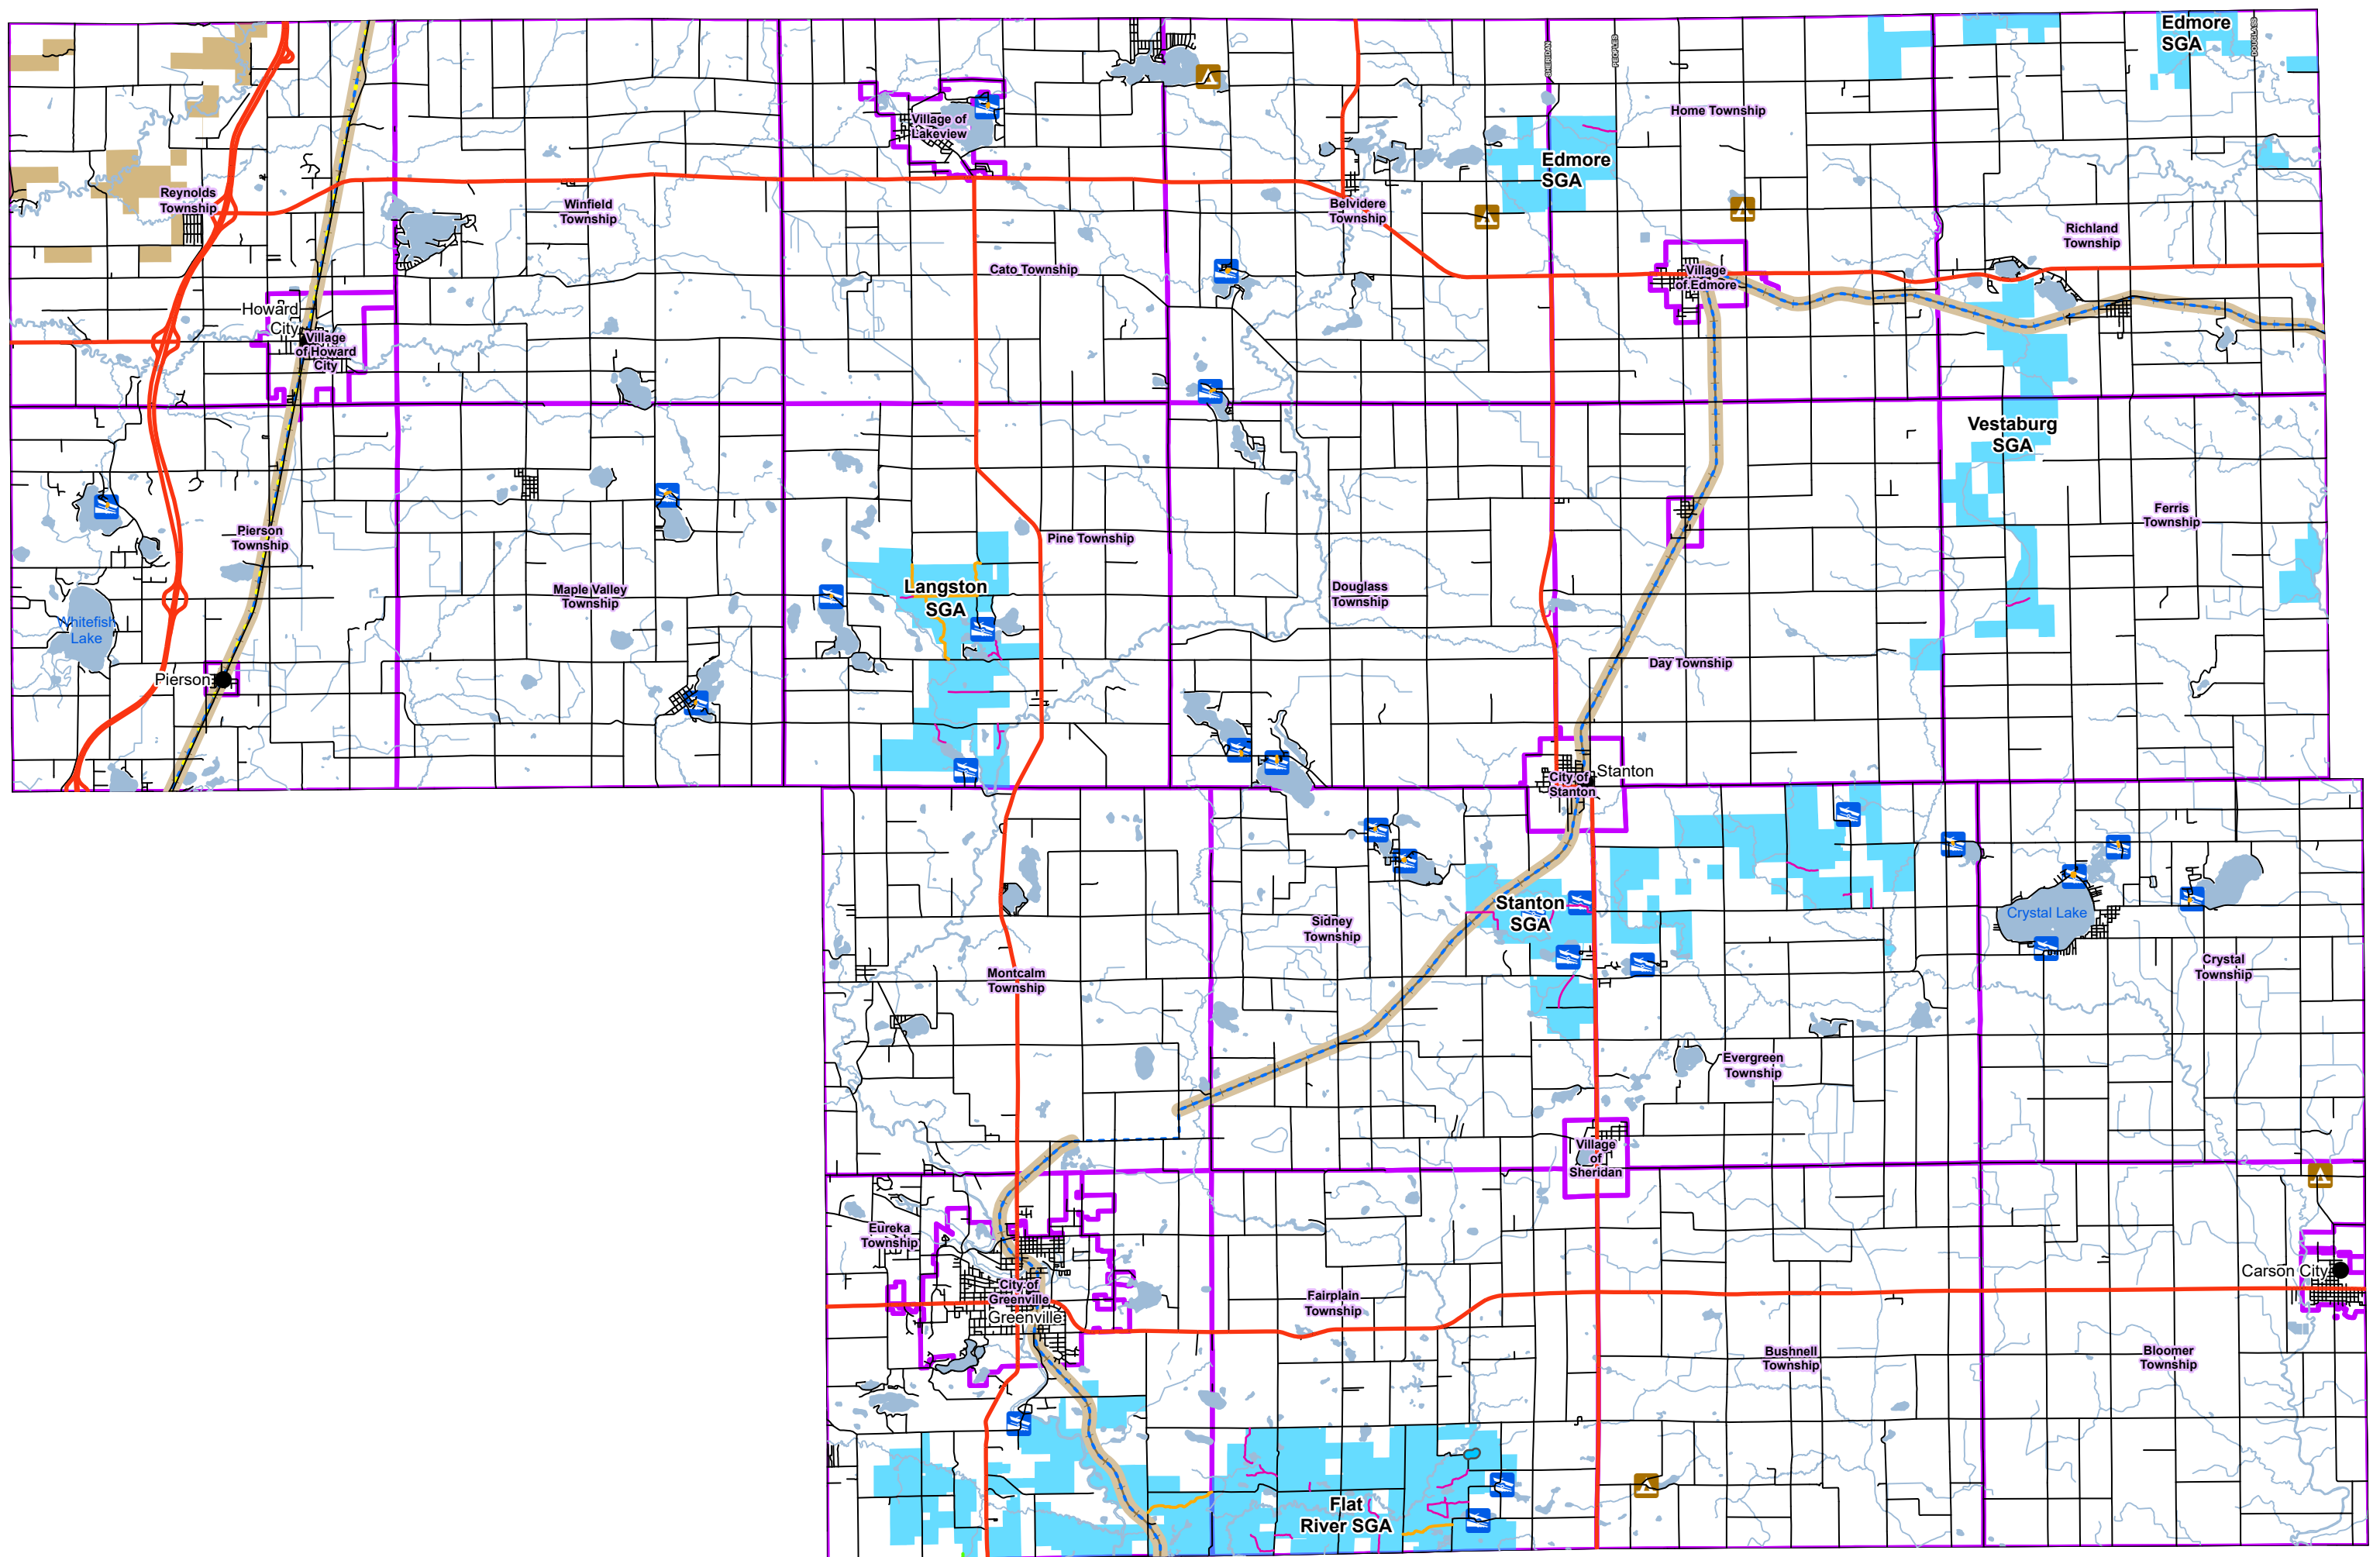 Edmore
SGA
SHERIDAN
PEOPLES
DOUGLAS
Home Township
Village of
Lakeview
Edmore
SGA
Reynolds
Township
Winfield
Township
Belvidere
Township
Richland
Township
Cato Township
Village
of Edmore
Howard
City
Village
of Howard
City
Vestaburg
SGA
Ferris
Township
Pierson
Township
Pine Township
Langston
SGA
Maple Valley
Township
Douglass
Township
Whitefish
Lake
Day Township
Pierson
Stanton
City of
Stanton
Stanton
SGA
Crystal Lake
Sidney
Township
Crystal
Township
Montcalm
Township
Evergreen
Township
Village
of
Sheridan
Eureka
Township
Carson City
City of
Greenville
Greenville
Fairplain
Township
Bushnell
Township
Bloomer
Township
Flat
River SGA